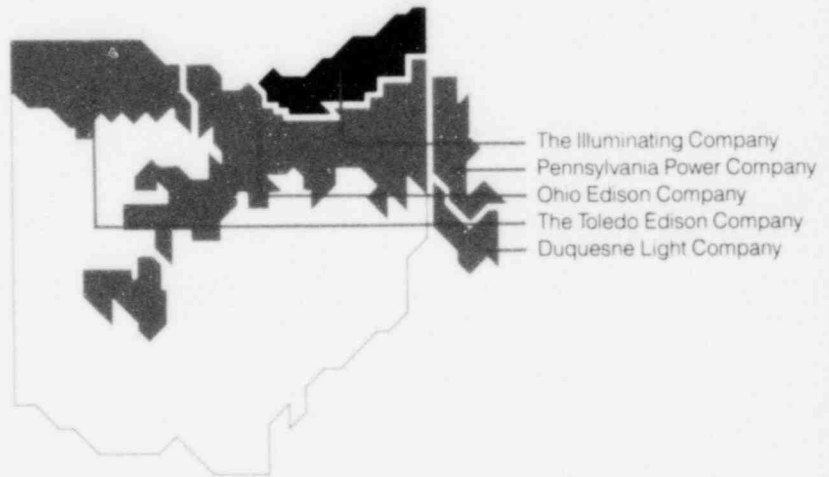 The Illuminating Company
Pennsylvania Power Company
Ohio Edison Company
The Toledo Edison Company
Duquesne Light Company